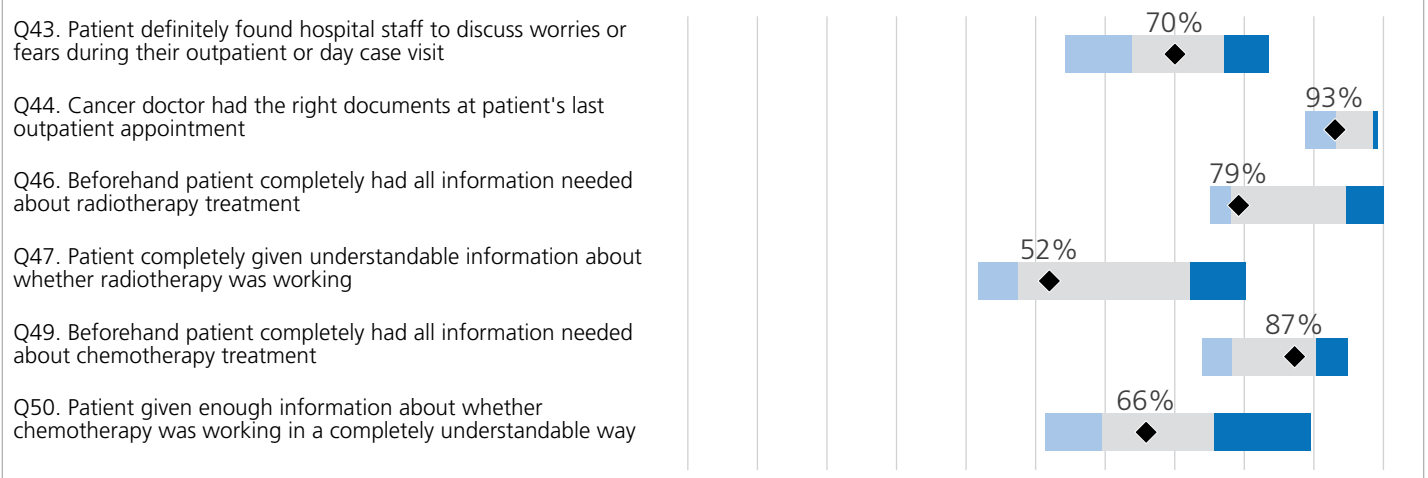 Q43. Patient definitely found hospital staff to discuss worries or
fears during their outpatient or day case visit
70%
Q44. Cancer doctor had the right documents at patient's last
outpatient appointment
93%
Q46. Beforehand patient completely had all information needed
about radiotherapy treatment
79%
Q47. Patient completely given understandable information about
whether radiotherapy was working
52%
Q49. Beforehand patient completely had all information needed
about chemotherapy treatment
87%
Q50. Patient given enough information about whether
chemotherapy was working in a completely understandable way
66%